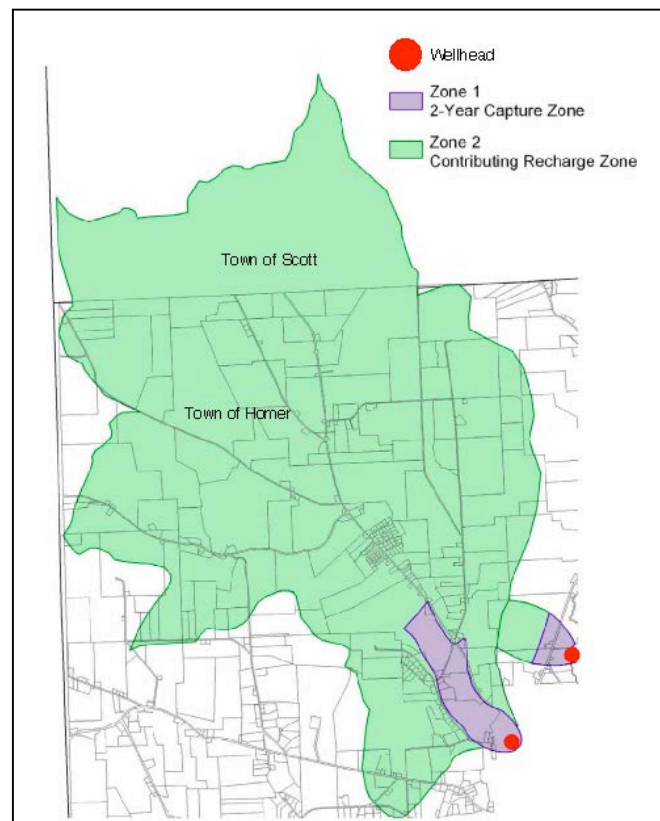 Wellhead
Zone 1
2-Year Capture Zone
Zone 2
Contributing Recharge Zone
Town of Scott
Town of Homer